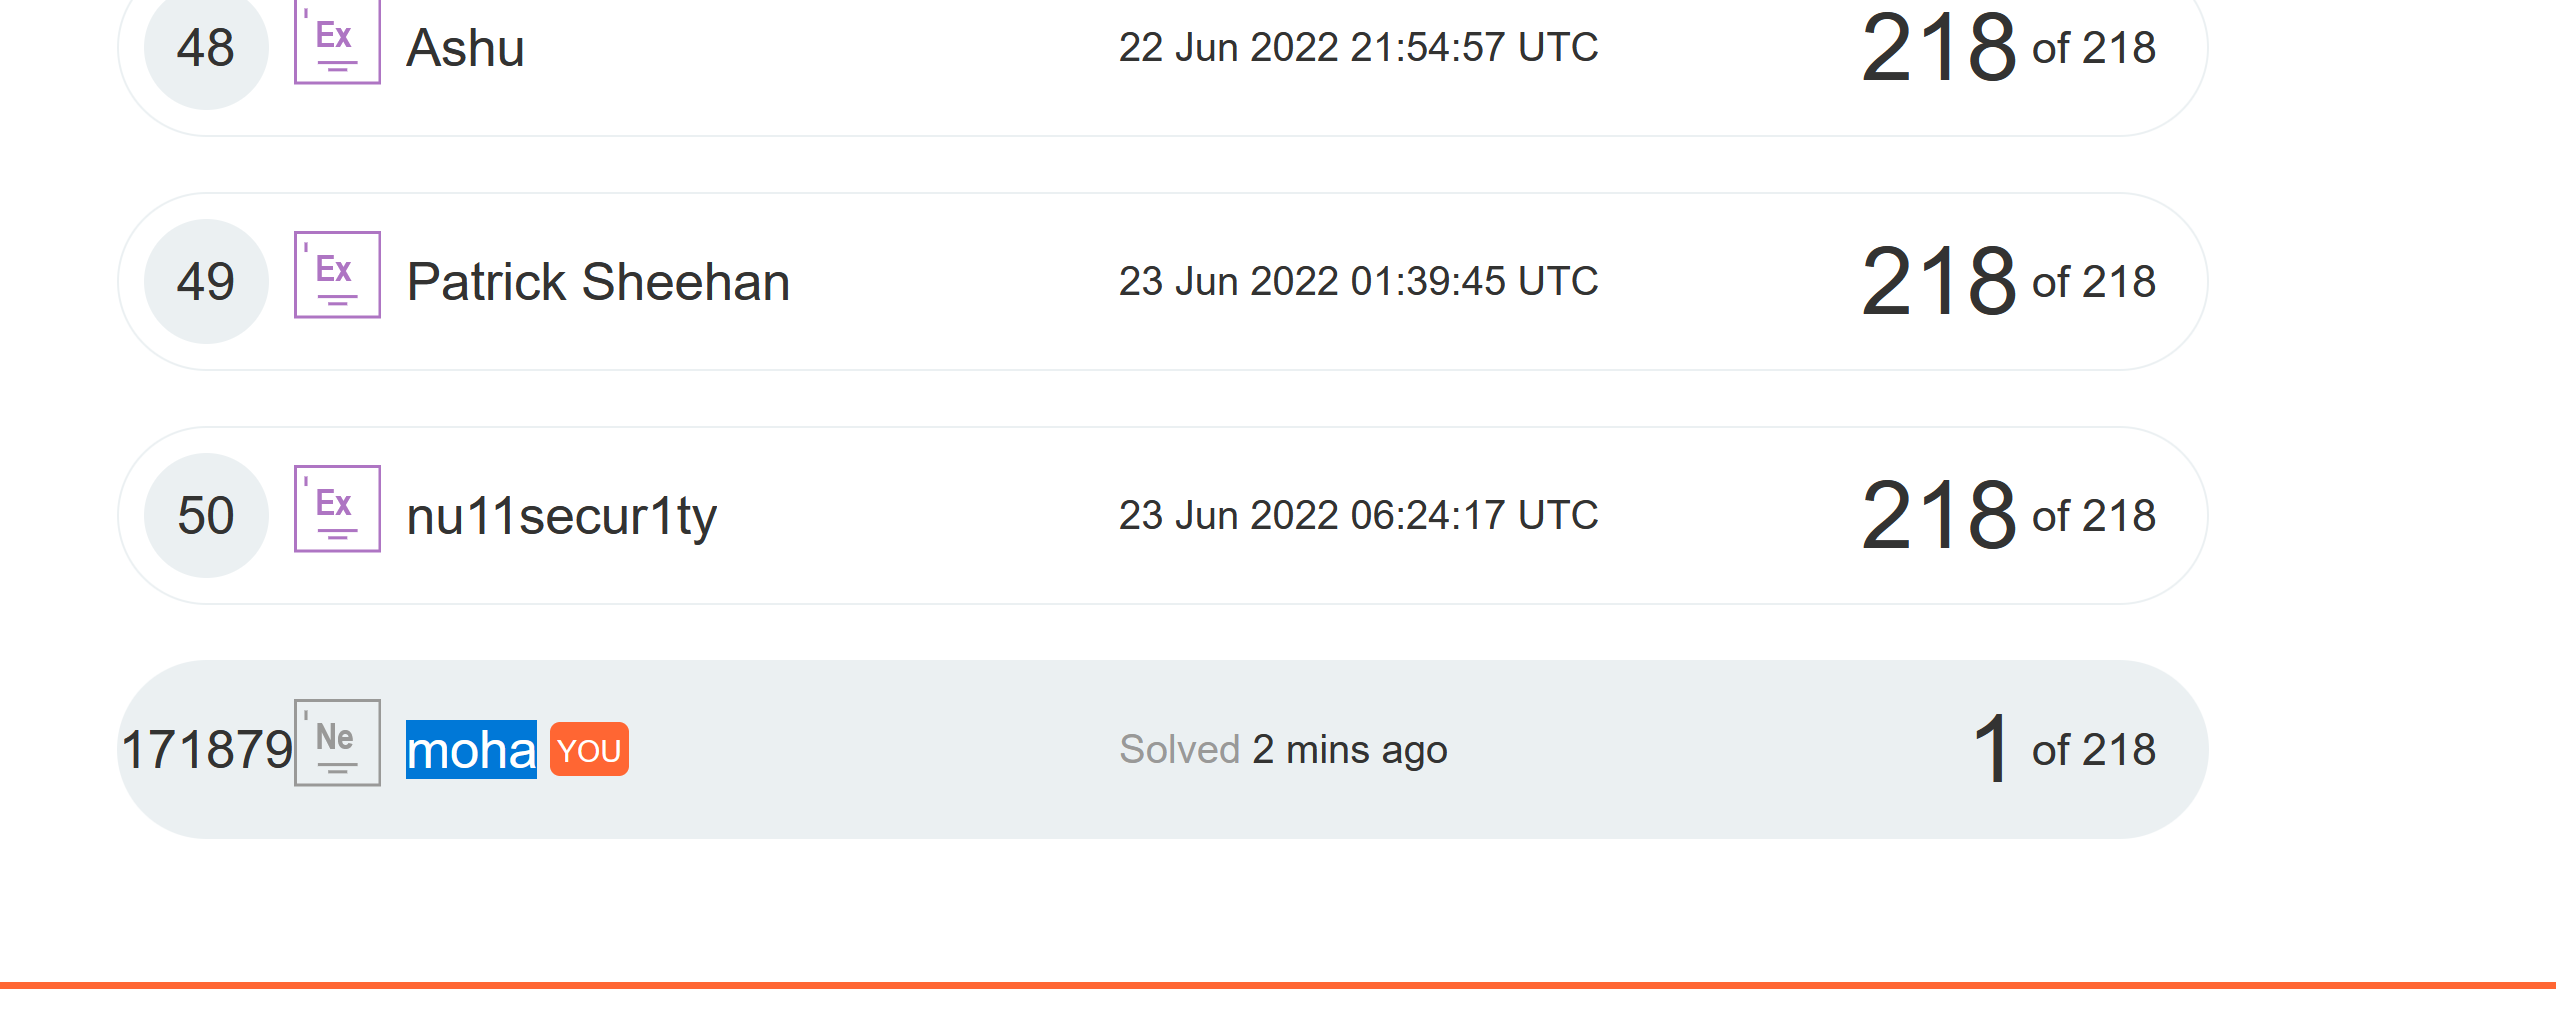 48 'Ex Ashu 22 Jun 2022 21:54:57 UTC 218 of 218
49 'Ex Patrick Sheehan 23 Jun 2022 01:39:45 UTC 218 of 218
50 'Ex nu11secur1ty 23 Jun 2022 06:24:17 UTC 218 of 218
171879 'Ne moha YOU Solved 2 mins ago 1 of 218